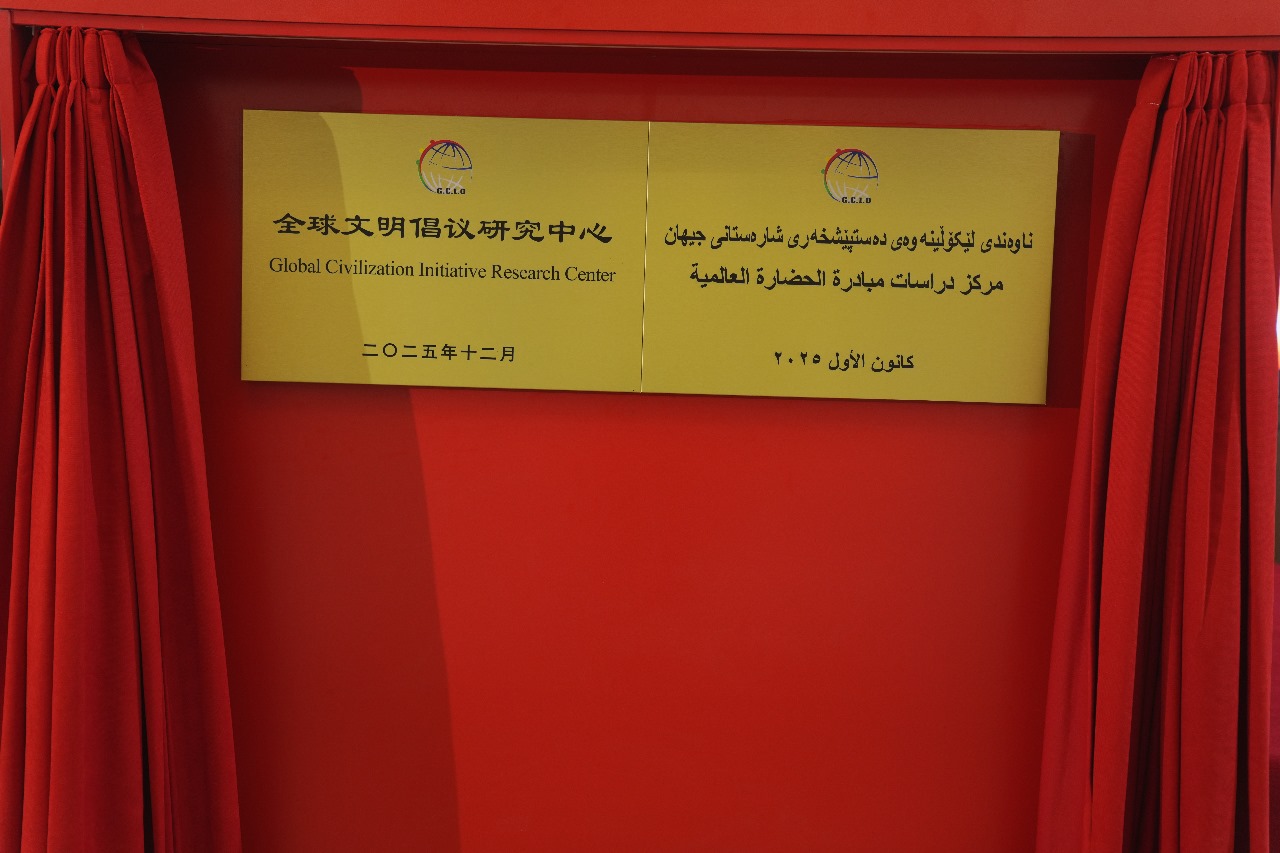 G.C.I.O
全球文明倡议研究中心
Global Civilization Initiative Research Center
二〇二五年十二月
G.C.I.O
ناوەندی لێکۆڵینەوەی دەستپێشخەری شارەستانی جیهان
مركز دراسات مبادرة الحضارة العالمية
كانون الأول ٢٠٢٥